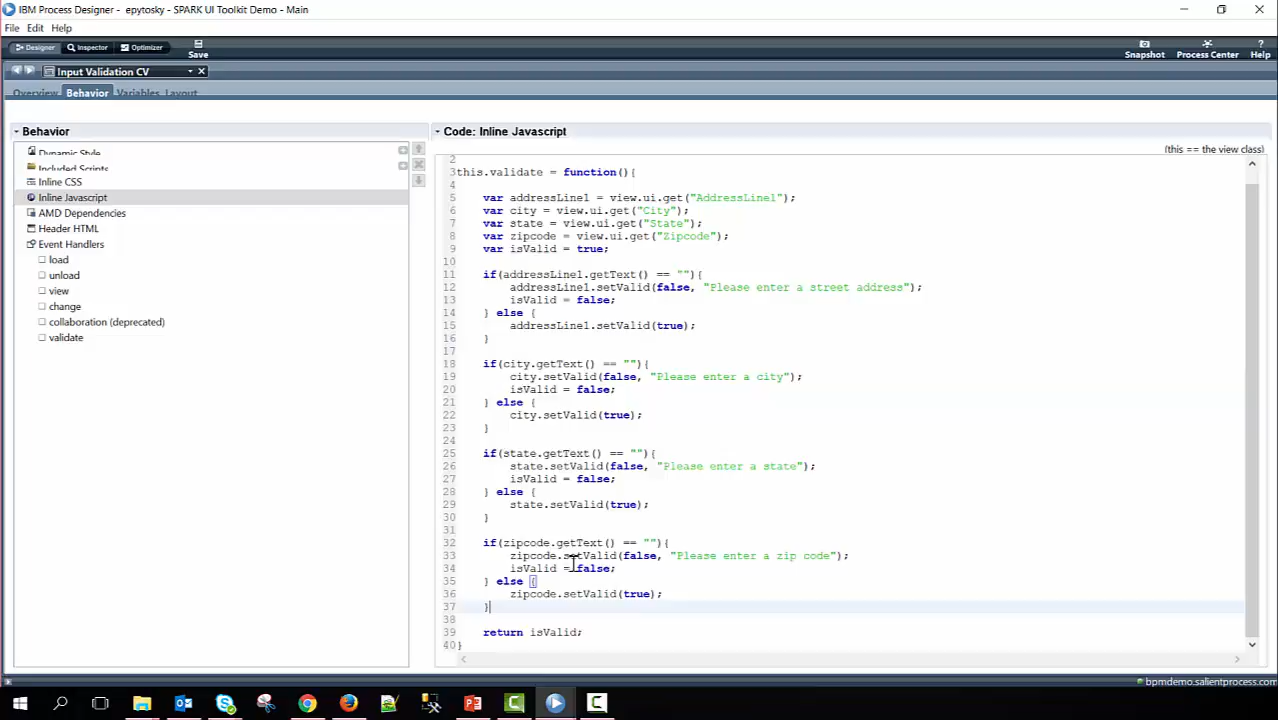 IBM Process Designer - epytosky - SPARK UI Toolkit Demo - Main
File Edit Help
Designer Inspector Optimizer Save Snapshot Process Center Help
Input Validation CV
Overview Behavior Variables Layout
Behavior
Dynamic Style
Included Scripts
Inline CSS
Inline Javascript
AMD Dependencies
Header HTML
Event Handlers
load
unload
view
change
collaboration (deprecated)
validate
Code: Inline Javascript
(this == the view class)
2
3 this.validate = function(){
4
5 var addressLine1 = view.ui.get("AddressLine1");
6 var city = view.ui.get("City");
7 var state = view.ui.get("State");
8 var zipcode = view.ui.get("Zipcode");
9 var isValid = true;
10
11 if(addressLine1.getText() == ""){
12 addressLine1.setValid(false, "Please enter a street address");
13 isValid = false;
14 } else {
15 addressLine1.setValid(true);
16 }
17
18 if(city.getText() == ""){
19 city.setValid(false, "Please enter a city");
20 isValid = false;
21 } else {
22 city.setValid(true);
23 }
24
25 if(state.getText() == ""){
26 state.setValid(false, "Please enter a state");
27 isValid = false;
28 } else {
29 state.setValid(true);
30 }
31
32 if(zipcode.getText() == ""){
33 zipcode.setValid(false, "Please enter a zip code");
34 isValid = false;
35 } else {
36 zipcode.setValid(true);
37 }
38
39 return isValid;
40 }
bpmdemo.salientprocess.com